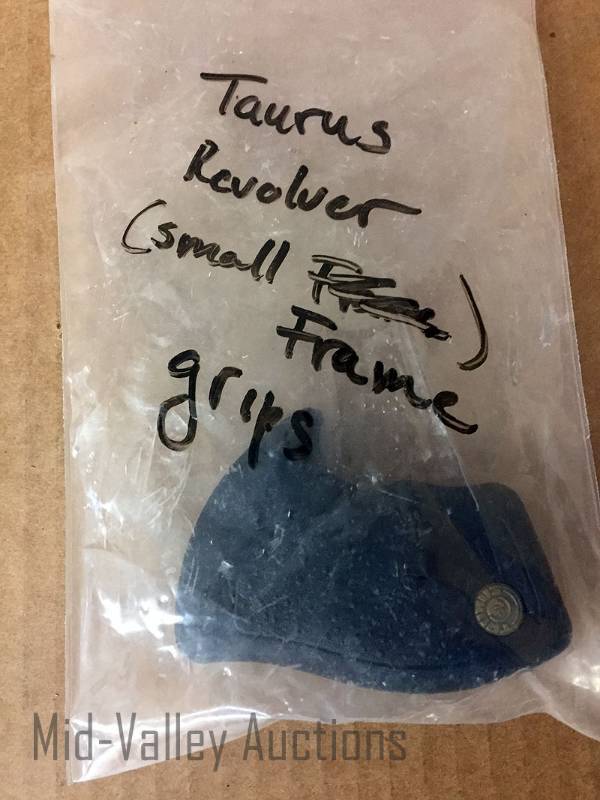 Taurus
Revolver
(small )
Frame
grips
Mid-Valley Auctions